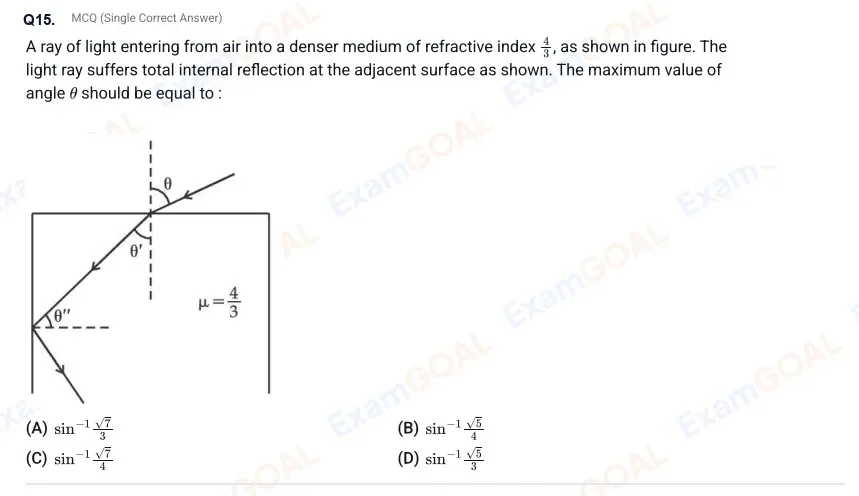 Q15. MCQ (Single Correct Answer)
A ray of light entering from air into a denser medium of refractive index 4/3, as shown in figure. The
light ray suffers total internal reflection at the adjacent surface as shown. The maximum value of
angle θ should be equal to :
θ
θ′
θ″
μ = 4/3
(A) sin⁻¹ √7/3
(B) sin⁻¹ √5/4
(C) sin⁻¹ √7/4
(D) sin⁻¹ √5/3
ExamGOAL
ExamGOAL
ExamGOAL
ExamGOAL
ExamGOAL